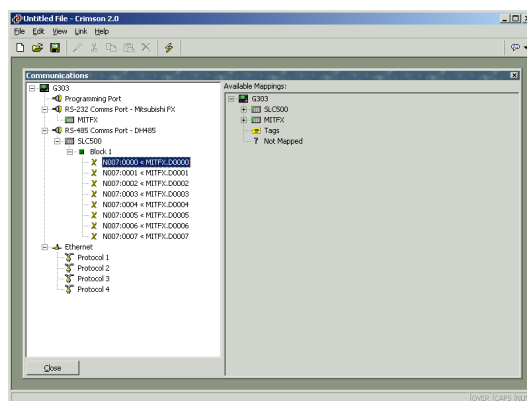 Untitled File - Crimson 2.0
File Edit View Link Help
Communications
G303
Programming Port
RS-232 Comms Port - Mitsubishi FX
MITFX
RS-485 Comms Port - DH485
SLC500
Block 1
N007:0000 « MITFX.D0000
N007:0001 « MITFX.D0001
N007:0002 « MITFX.D0002
N007:0003 « MITFX.D0003
N007:0004 « MITFX.D0004
N007:0005 « MITFX.D0005
N007:0006 « MITFX.D0006
N007:0007 « MITFX.D0007
Ethernet
Protocol 1
Protocol 2
Protocol 3
Protocol 4
Available Mappings:
G303
SLC500
MITFX
Tags
? Not Mapped
Close
OVER CAPS NUM